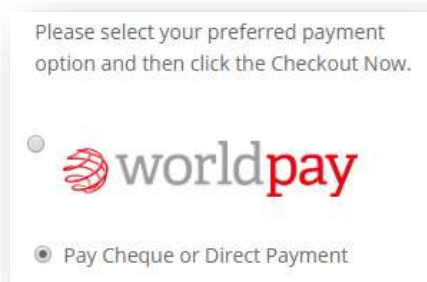 Please select your preferred payment
option and then click the Checkout Now.
worldpay
Pay Cheque or Direct Payment